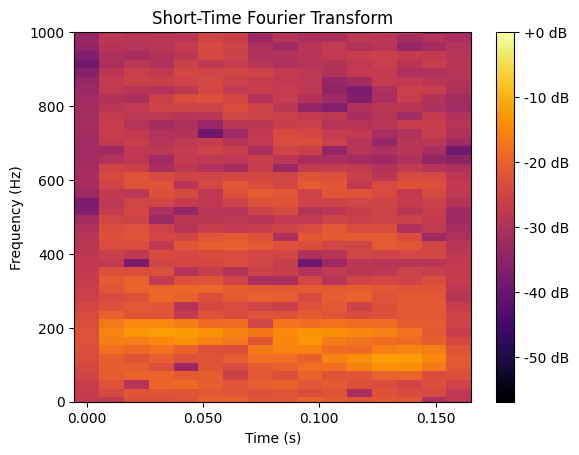 Short-Time Fourier Transform
1000
800
600
400
200
0
Frequency (Hz)
0.000
0.050
0.100
0.150
Time (s)
+0 dB
-10 dB
-20 dB
-30 dB
-40 dB
-50 dB